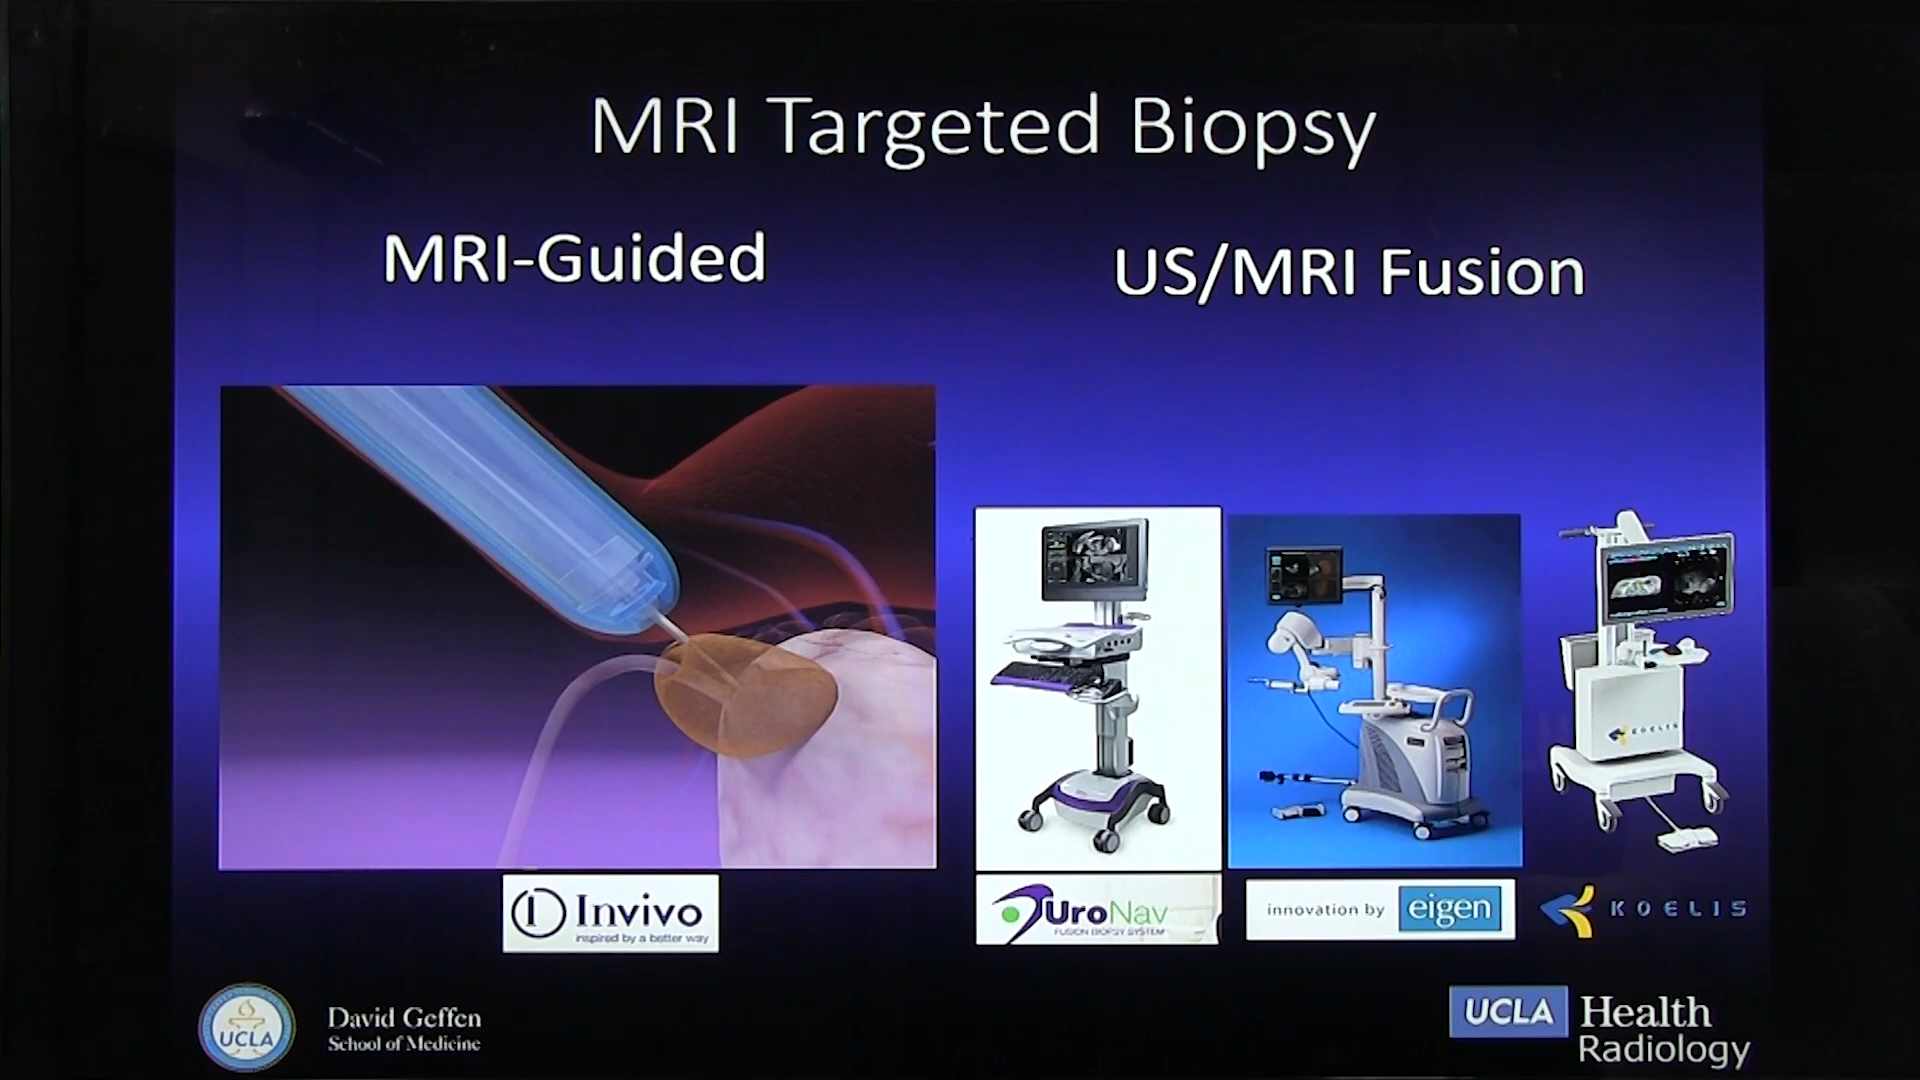 MRI Targeted Biopsy
MRI-Guided
US/MRI Fusion
KOELIS
Invivo
inspired by a better way
UroNav
FUSION BIOPSY SYSTEM
innovation by eigen
KOELIS
UCLA
David Geffen
School of Medicine
UCLA Health
Radiology